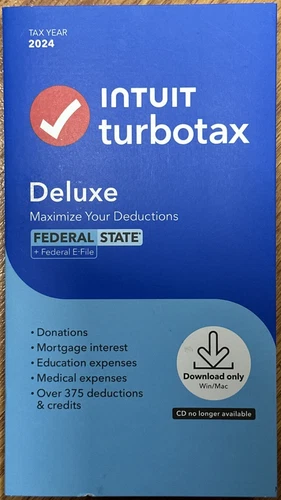 TAX YEAR
2024
INTUIT
turbotax
Deluxe
Maximize Your Deductions
FEDERAL STATE*
+ Federal E-File
• Donations
• Mortgage interest
• Education expenses
• Medical expenses
• Over 375 deductions
& credits
Download only
Win/Mac
CD no longer available